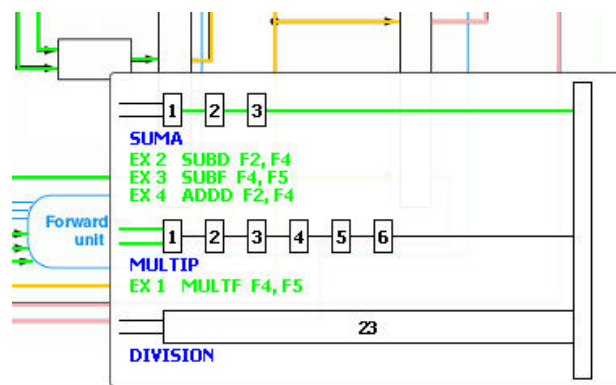 1 2 3
SUMA
EX 2 SUBD F2, F4
EX 3 SUBF F4, F5
EX 4 ADDD F2, F4
Forward
unit
1 2 3 4 5 6
MULTIP
EX 1 MULTF F4, F5
23
DIVISION